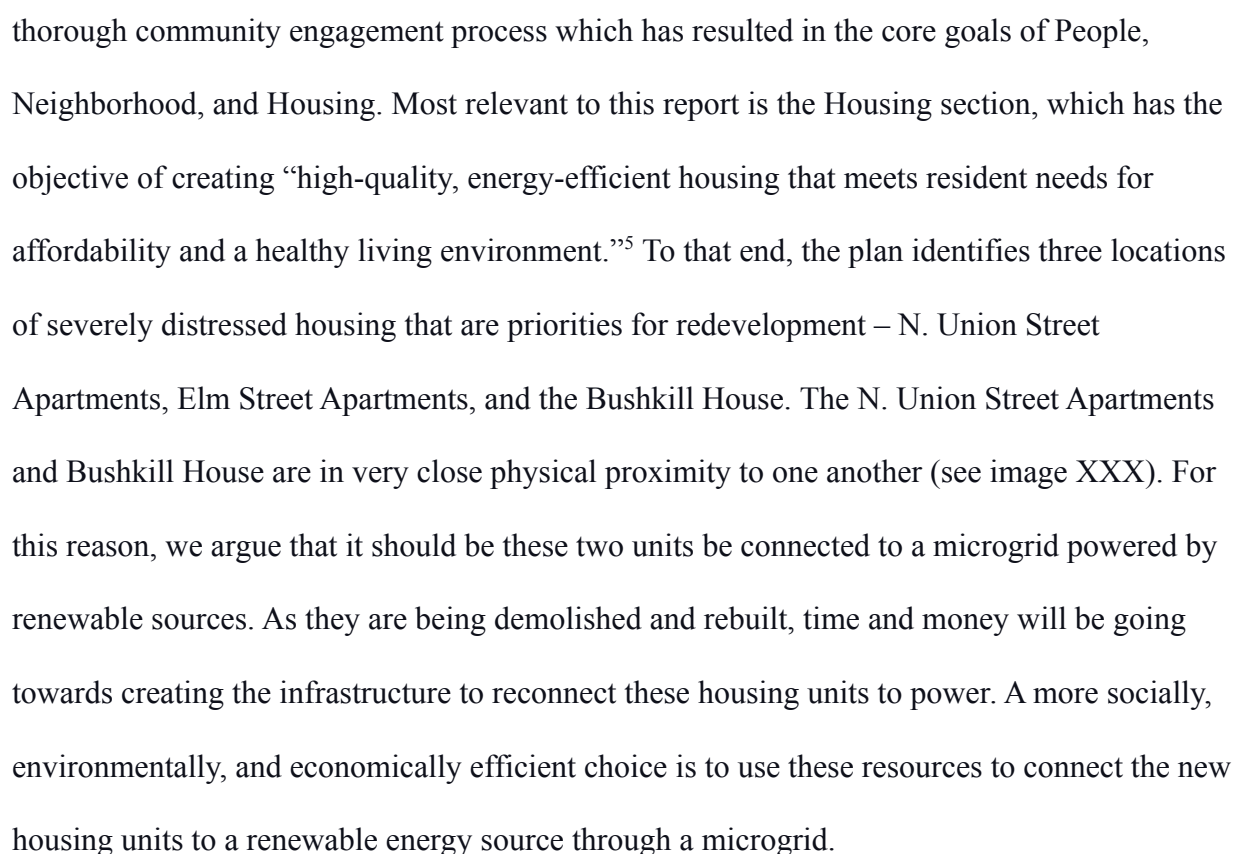 thorough community engagement process which has resulted in the core goals of People,
Neighborhood, and Housing. Most relevant to this report is the Housing section, which has the
objective of creating “high-quality, energy-efficient housing that meets resident needs for
affordability and a healthy living environment.”⁵ To that end, the plan identifies three locations
of severely distressed housing that are priorities for redevelopment – N. Union Street
Apartments, Elm Street Apartments, and the Bushkill House. The N. Union Street Apartments
and Bushkill House are in very close physical proximity to one another (see image XXX). For
this reason, we argue that it should be these two units be connected to a microgrid powered by
renewable sources. As they are being demolished and rebuilt, time and money will be going
towards creating the infrastructure to reconnect these housing units to power. A more socially,
environmentally, and economically efficient choice is to use these resources to connect the new
housing units to a renewable energy source through a microgrid.